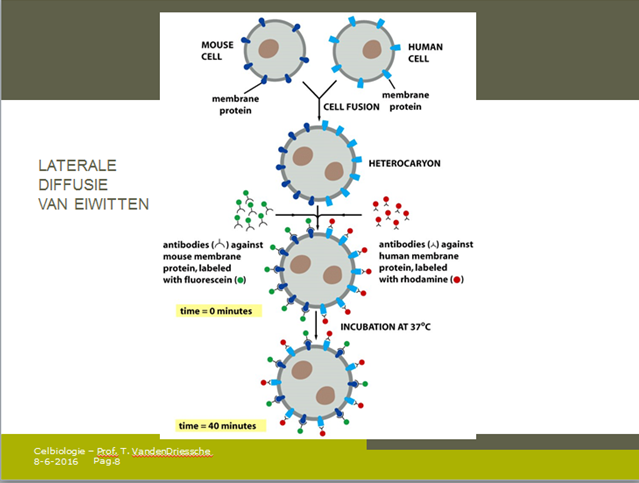 MOUSE
CELL
HUMAN
CELL
membrane
protein
membrane
protein
CELL FUSION
LATERALE
DIFFUSIE
VAN EIWITTEN
HETEROCARYON
antibodies ( ) against
mouse membrane
protein, labeled
with fluorescein ( )
antibodies ( ) against
human membrane
protein, labeled
with rhodamine ( )
time = 0 minutes
INCUBATION AT 37°C
time = 40 minutes
Celbiologie – Prof. T. VandenDriessche
8-6-2016 Pag.8